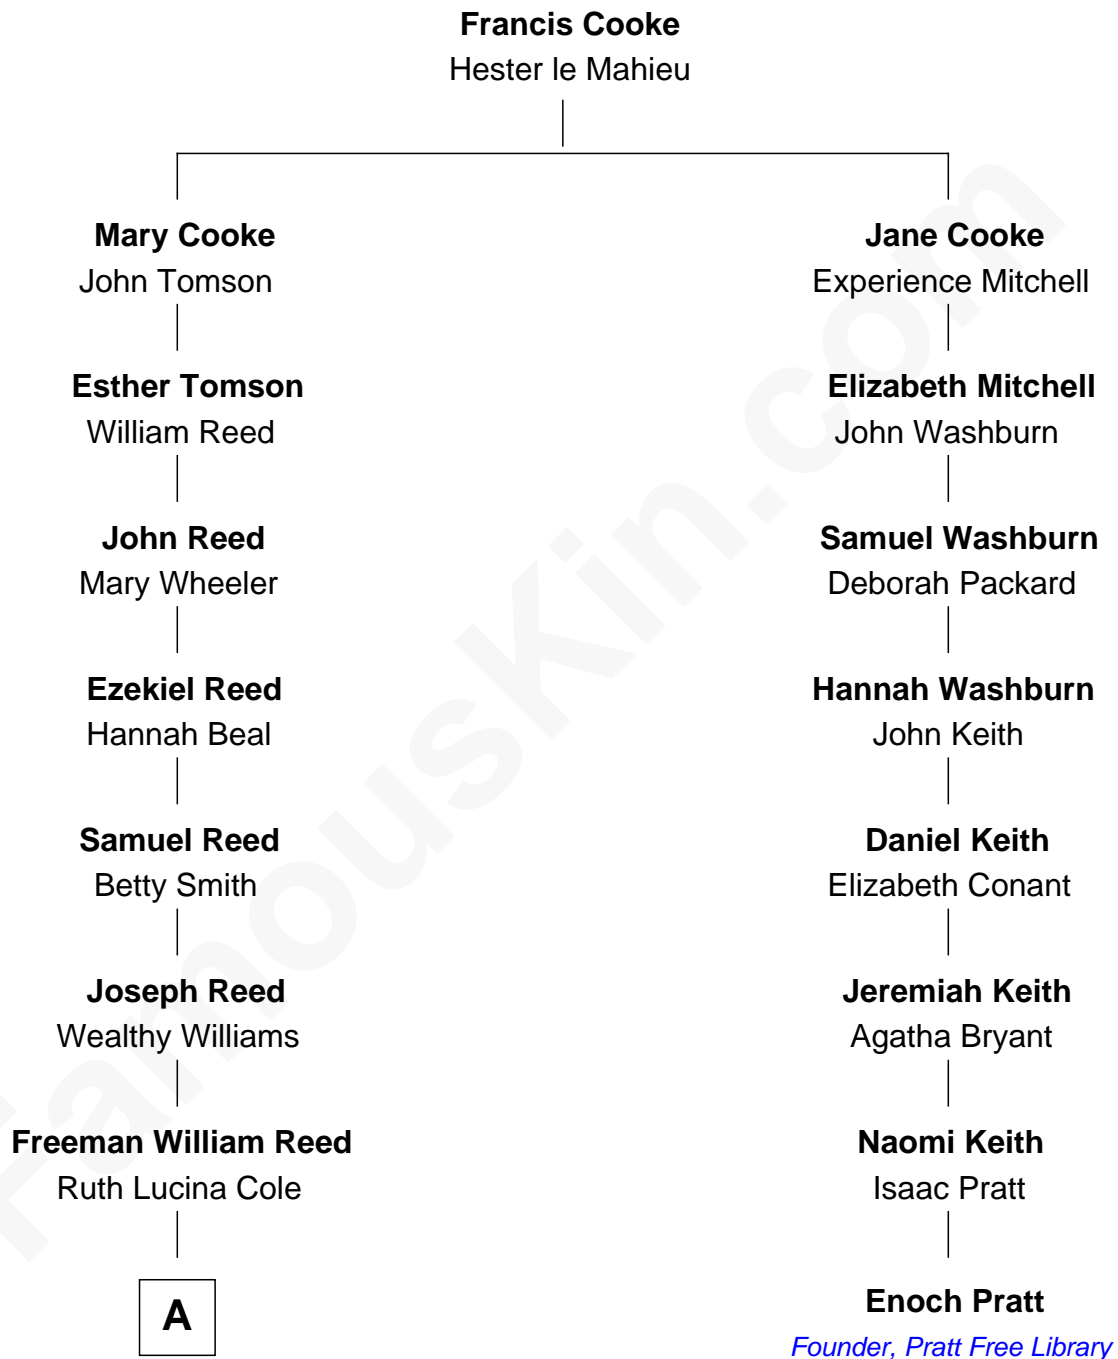 Francis Cooke
Hester le Mahieu
Mary Cooke
John Tomson
Jane Cooke
Experience Mitchell
Esther Tomson
William Reed
Elizabeth Mitchell
John Washburn
John Reed
Mary Wheeler
Samuel Washburn
Deborah Packard
Ezekiel Reed
Hannah Beal
Hannah Washburn
John Keith
Samuel Reed
Betty Smith
Daniel Keith
Elizabeth Conant
Joseph Reed
Wealthy Williams
Jeremiah Keith
Agatha Bryant
Freeman William Reed
Ruth Lucina Cole
Naomi Keith
Isaac Pratt
A
Enoch Pratt
Founder, Pratt Free Library
FamousKin.com